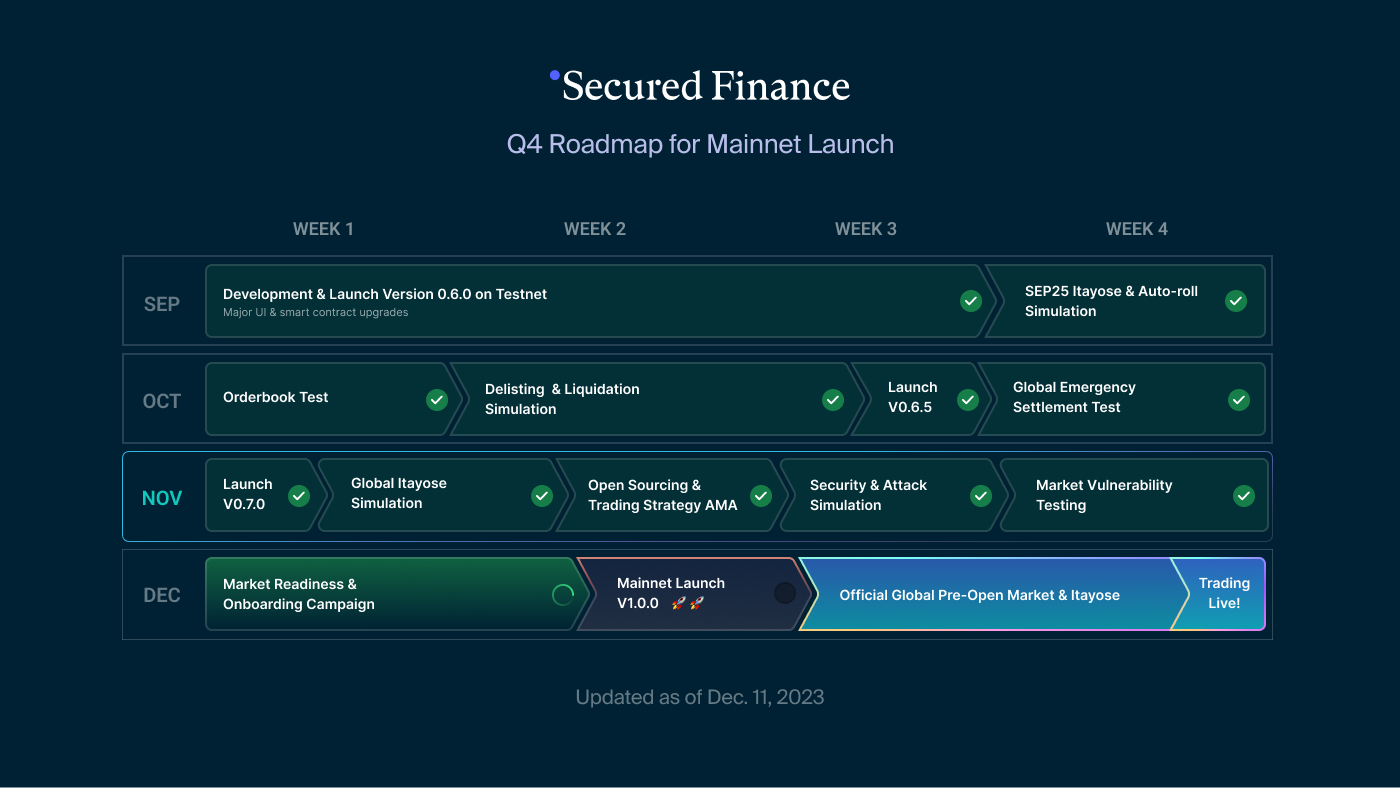 Secured Finance
Q4 Roadmap for Mainnet Launch
WEEK 1
WEEK 2
WEEK 3
WEEK 4
SEP
Development & Launch Version 0.6.0 on Testnet
Major UI & smart contract upgrades
SEP25 Itayose & Auto-roll
Simulation
OCT
Orderbook Test
Delisting & Liquidation
Simulation
Launch
V0.6.5
Global Emergency
Settlement Test
NOV
Launch
V0.7.0
Global Itayose
Simulation
Open Sourcing &
Trading Strategy AMA
Security & Attack
Simulation
Market Vulnerability
Testing
DEC
Market Readiness &
Onboarding Campaign
Mainnet Launch
V1.0.0 🚀🚀
Official Global Pre-Open Market & Itayose
Trading
Live!
Updated as of Dec. 11, 2023